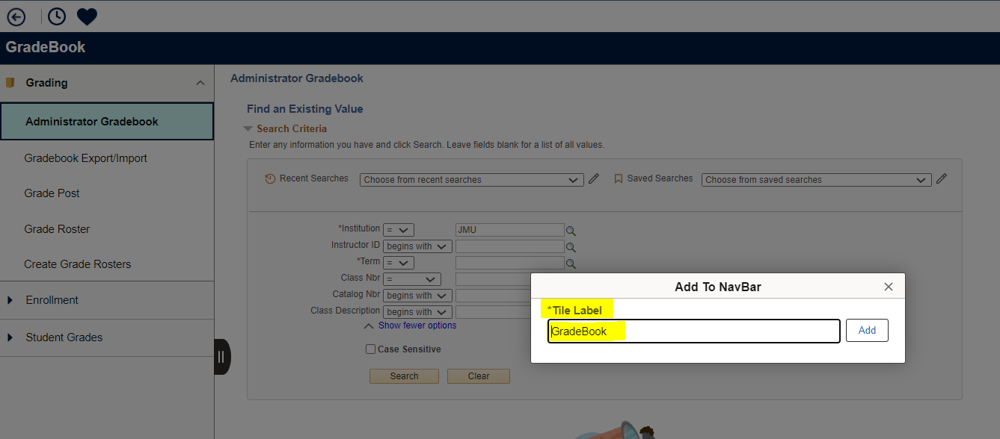 GradeBook
Grading
Administrator Gradebook
Gradebook Export/Import
Grade Post
Grade Roster
Create Grade Rosters
Enrollment
Student Grades
Administrator Gradebook
Find an Existing Value
Search Criteria
Enter any information you have and click Search. Leave fields blank for a list of all values.
Recent Searches Choose from recent searches Saved Searches Choose from saved searches
*Institution = JMU
Instructor ID begins with
*Term =
Class Nbr =
Catalog Nbr begins with
Class Description begins with
Show fewer options
Case Sensitive
Search Clear
Add To NavBar
*Tile Label
GradeBook Add